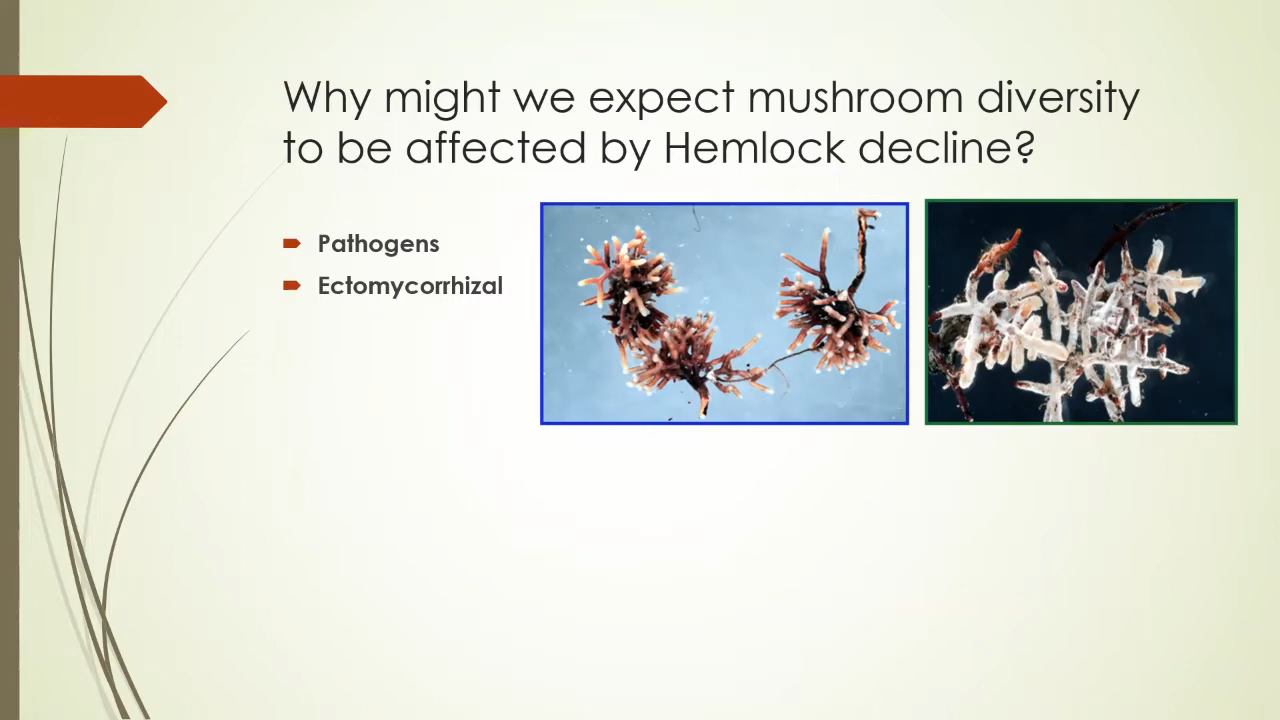 Why might we expect mushroom diversity
to be affected by Hemlock decline?
Pathogens
Ectomycorrhizal